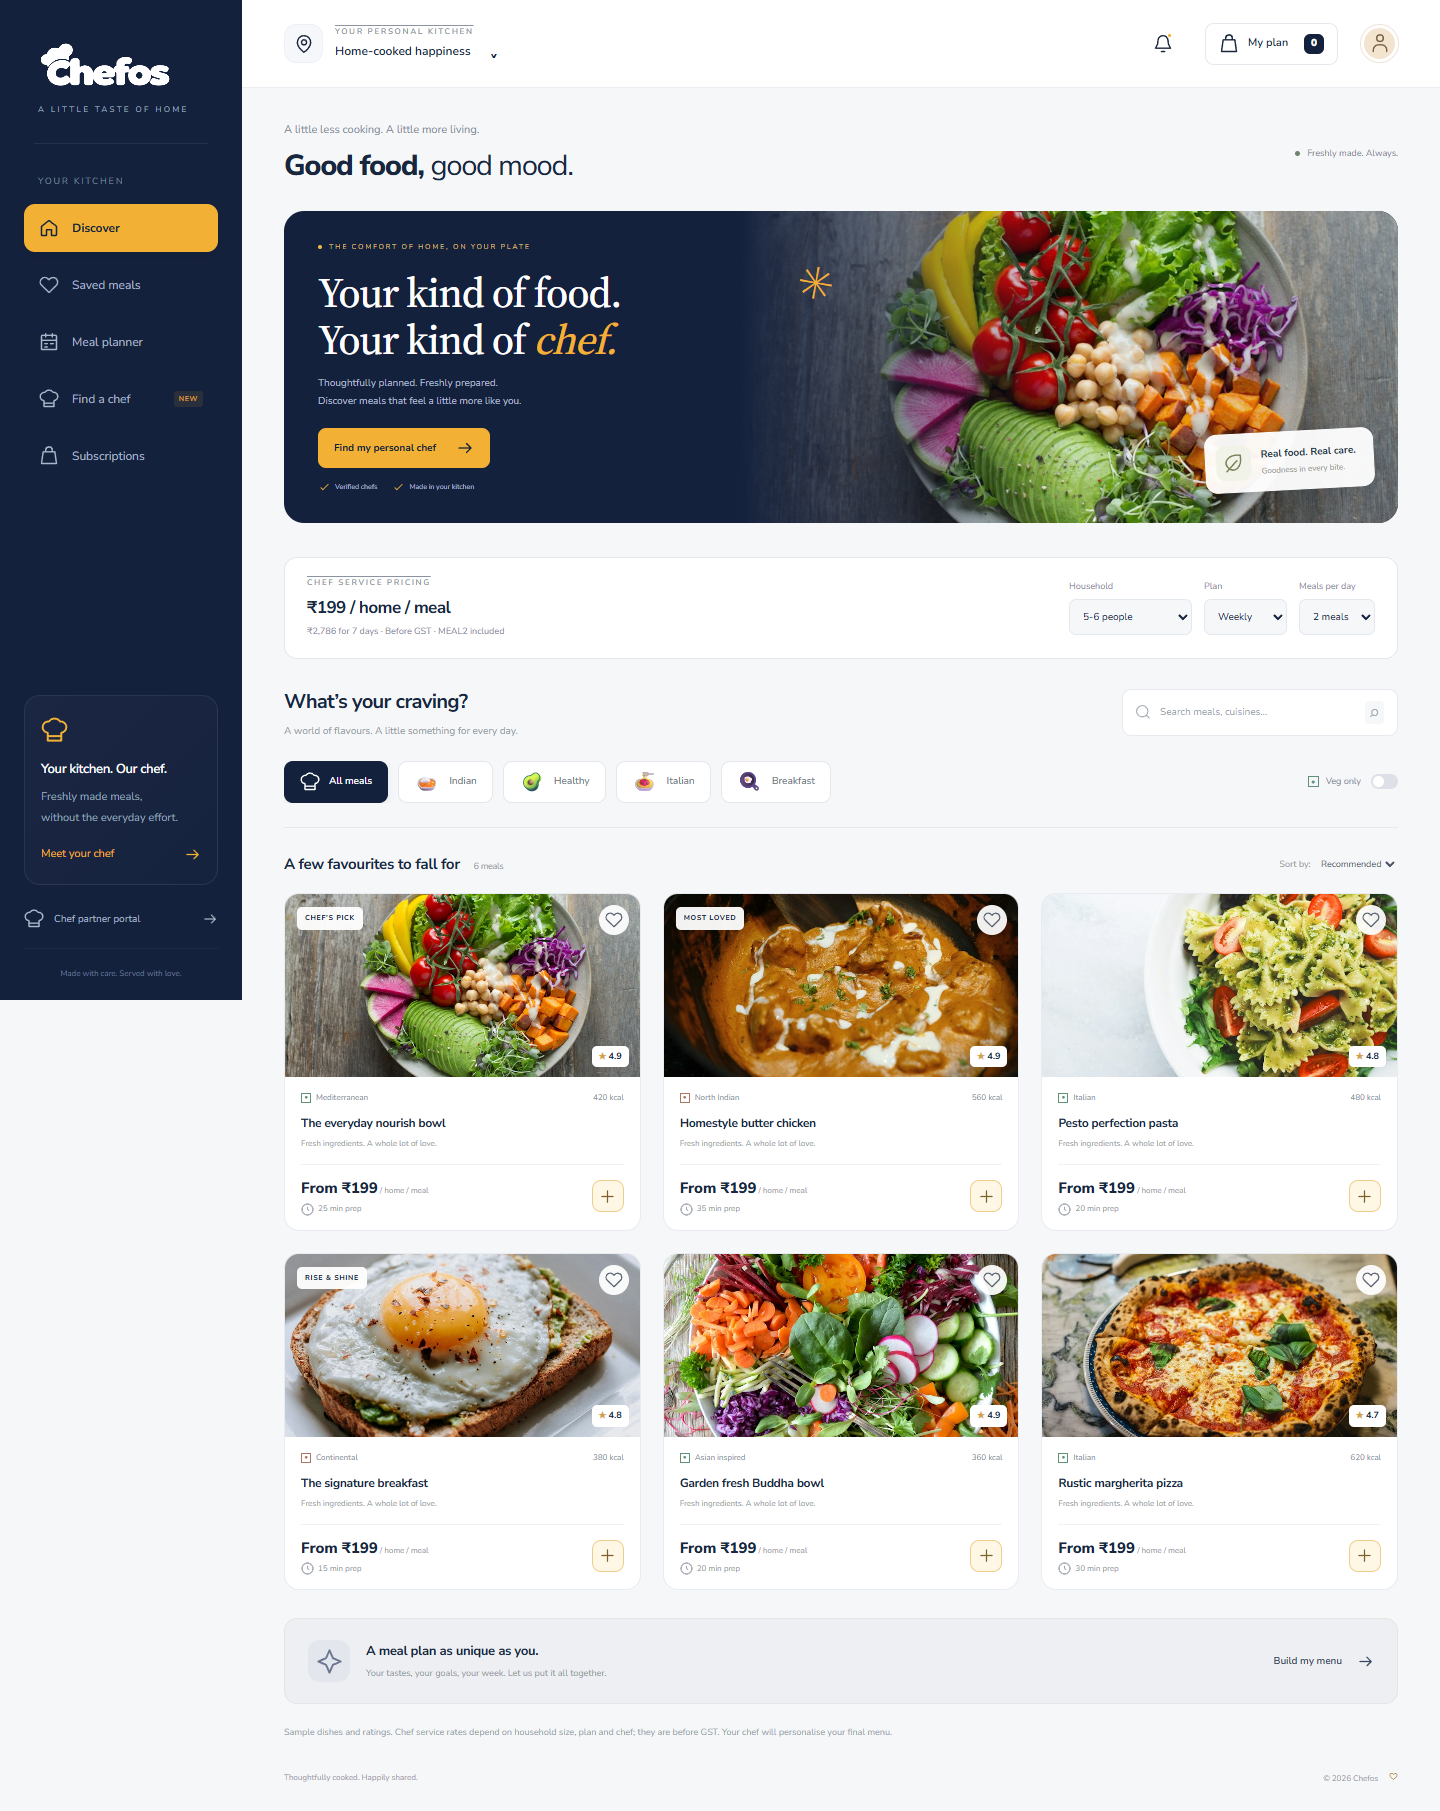 Chefos
A LITTLE TASTE OF HOME
YOUR KITCHEN
Discover
Saved meals
Meal planner
Find a chef NEW
Subscriptions
Your kitchen. Our chef.
Freshly made meals,
without the everyday effort.
Meet your chef
Chef partner portal
Made with care. Served with love.
YOUR PERSONAL KITCHEN
Home-cooked happiness
My plan 0
A little less cooking. A little more living.
Good food, good mood.
Freshly made. Always.
THE COMFORT OF HOME, ON YOUR PLATE
Your kind of food.
Your kind of chef.
Thoughtfully planned. Freshly prepared.
Discover meals that feel a little more like you.
Find my personal chef
Verified chefs Made in your kitchen
Real food. Real care.
Goodness in every bite.
CHEF SERVICE PRICING
₹199 / home / meal
₹2,786 for 7 days · Before GST · MEAL2 included
Household Plan Meals per day
5-6 people Weekly 2 meals
What's your craving?
A world of flavours. A little something for every day.
Search meals, cuisines...
All meals Indian Healthy Italian Breakfast
Veg only
A few favourites to fall for 6 meals
Sort by: Recommended
CHEF'S PICK
★ 4.9
Mediterranean 420 kcal
The everyday nourish bowl
Fresh ingredients. A whole lot of love.
From ₹199 / home / meal
25 min prep
MOST LOVED
★ 4.9
North Indian 560 kcal
Homestyle butter chicken
Fresh ingredients. A whole lot of love.
From ₹199 / home / meal
35 min prep
★ 4.8
Italian 480 kcal
Pesto perfection pasta
Fresh ingredients. A whole lot of love.
From ₹199 / home / meal
20 min prep
RISE & SHINE
★ 4.8
Continental 380 kcal
The signature breakfast
Fresh ingredients. A whole lot of love.
From ₹199 / home / meal
15 min prep
★ 4.9
Asian inspired 360 kcal
Garden fresh Buddha bowl
Fresh ingredients. A whole lot of love.
From ₹199 / home / meal
20 min prep
★ 4.7
Italian 620 kcal
Rustic margherita pizza
Fresh ingredients. A whole lot of love.
From ₹199 / home / meal
30 min prep
A meal plan as unique as you.
Your tastes, your goals, your week. Let us put it all together.
Build my menu
Sample dishes and ratings. Chef service rates depend on household size, plan and chef; they are before GST. Your chef will personalise your final menu.
Thoughtfully cooked. Happily shared.
© 2026 Chefos